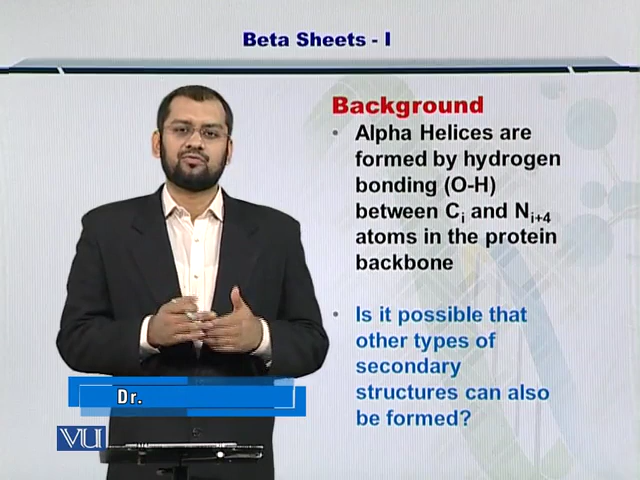 Beta Sheets - I
Background
• Alpha Helices are
formed by hydrogen
bonding (O-H)
between Cᵢ and Nᵢ₊₄
atoms in the protein
backbone
• Is it possible that
other types of
secondary
structures can also
be formed?
Dr.
VU